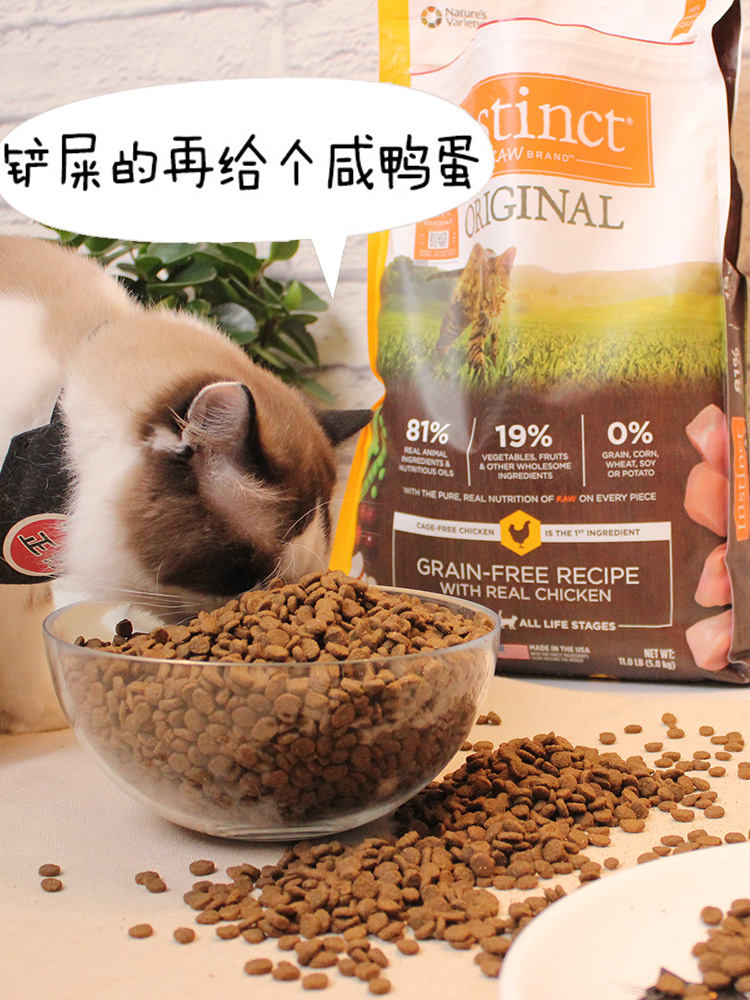 Nature's
Variety
铲屎的再给个咸鸭蛋
stinct
RAW BRAND
ORIGINAL
81%
REAL ANIMAL
INGREDIENTS &
NUTRITIOUS OILS
19%
VEGETABLES, FRUITS
& OTHER WHOLESOME
INGREDIENTS
0%
GRAIN, CORN,
WHEAT, SOY
OR POTATO
WITH THE PURE, REAL NUTRITION OF RAW ON EVERY PIECE
CAGE-FREE CHICKEN IS THE 1ST INGREDIENT
GRAIN-FREE RECIPE
WITH REAL CHICKEN
ALL LIFE STAGES
MADE IN THE USA
NET WT:
11.0 LB (5.0 kg)
81%
instinct
王